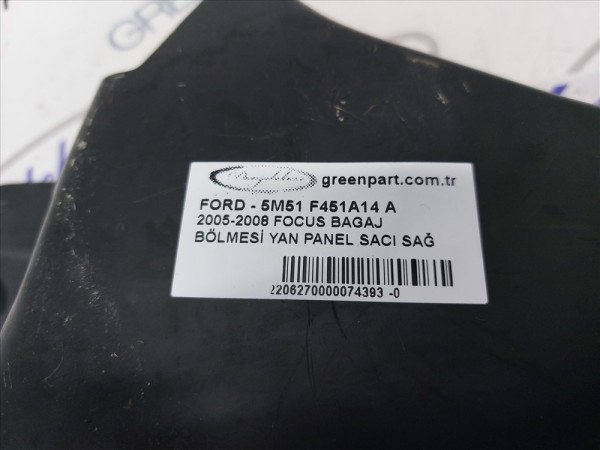 greenpart.com.tr
FORD - 5M51 F451A14 A
2005-2008 FOCUS BAGAJ
BÖLMESİ YAN PANEL SACI SAĞ
2206270000074393 -0